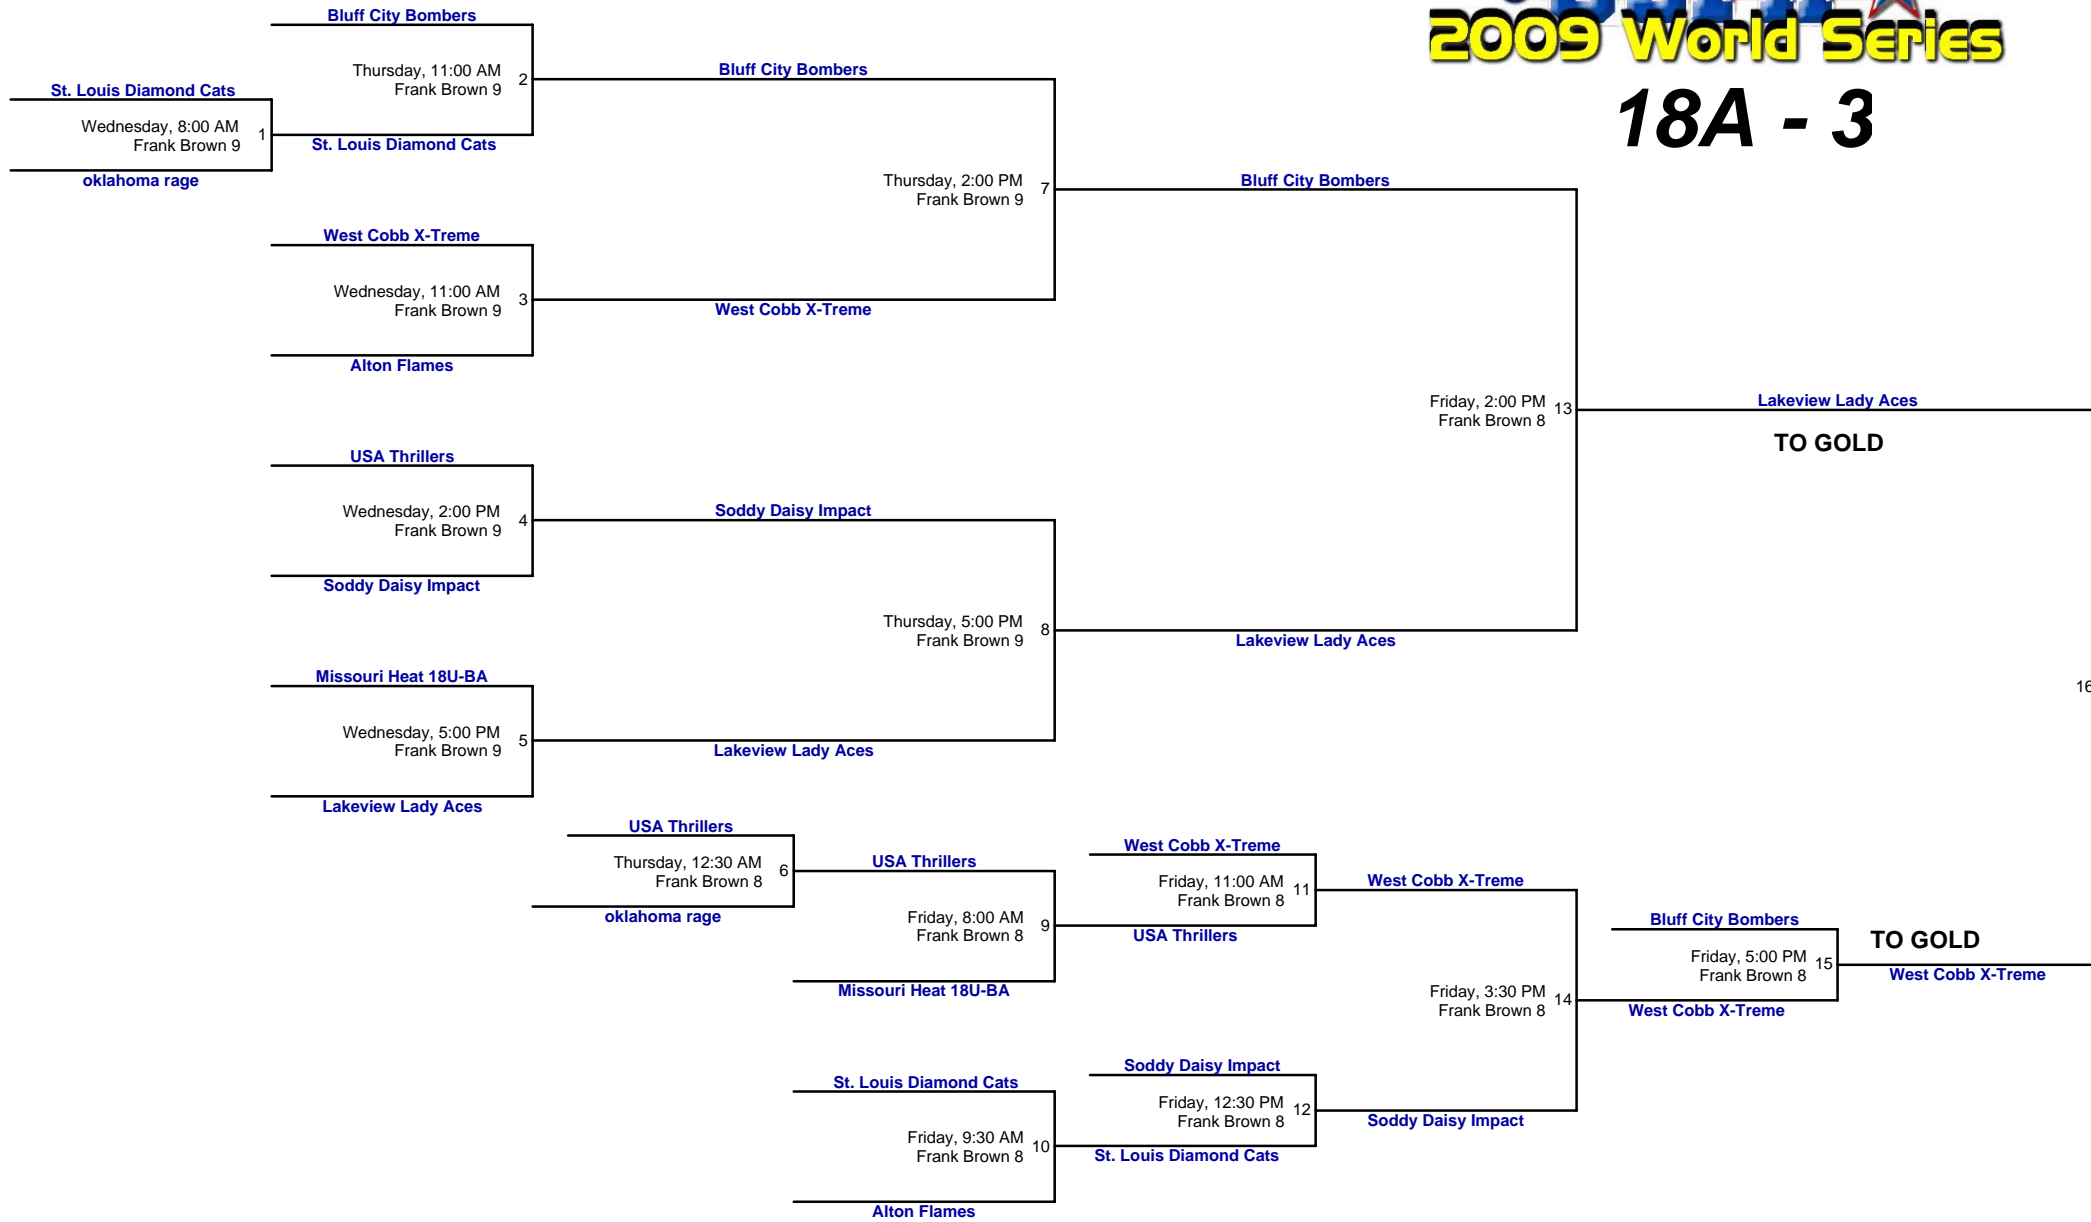 2009 World Series
18A - 3
Bluff City Bombers
Thursday, 11:00 AM
Frank Brown 9
2
St. Louis Diamond Cats
St. Louis Diamond Cats
Wednesday, 8:00 AM
Frank Brown 9
1
oklahoma rage
Bluff City Bombers
Thursday, 2:00 PM
Frank Brown 9
7
West Cobb X-Treme
Wednesday, 11:00 AM
Frank Brown 9
3
Alton Flames
West Cobb X-Treme
Bluff City Bombers
Friday, 2:00 PM
Frank Brown 8
13
Lakeview Lady Aces
TO GOLD
USA Thrillers
Wednesday, 2:00 PM
Frank Brown 9
4
Soddy Daisy Impact
Soddy Daisy Impact
Thursday, 5:00 PM
Frank Brown 9
8
Lakeview Lady Aces
Missouri Heat 18U-BA
Wednesday, 5:00 PM
Frank Brown 9
5
Lakeview Lady Aces
Lakeview Lady Aces
16
USA Thrillers
Thursday, 12:30 AM
Frank Brown 8
6
oklahoma rage
USA Thrillers
Friday, 8:00 AM
Frank Brown 8
9
Missouri Heat 18U-BA
West Cobb X-Treme
Friday, 11:00 AM
Frank Brown 8
11
USA Thrillers
West Cobb X-Treme
Friday, 3:30 PM
Frank Brown 8
14
Bluff City Bombers
Friday, 5:00 PM
Frank Brown 8
15
West Cobb X-Treme
TO GOLD
West Cobb X-Treme
St. Louis Diamond Cats
Friday, 9:30 AM
Frank Brown 8
10
Alton Flames
Soddy Daisy Impact
Friday, 12:30 PM
Frank Brown 8
12
St. Louis Diamond Cats
Soddy Daisy Impact